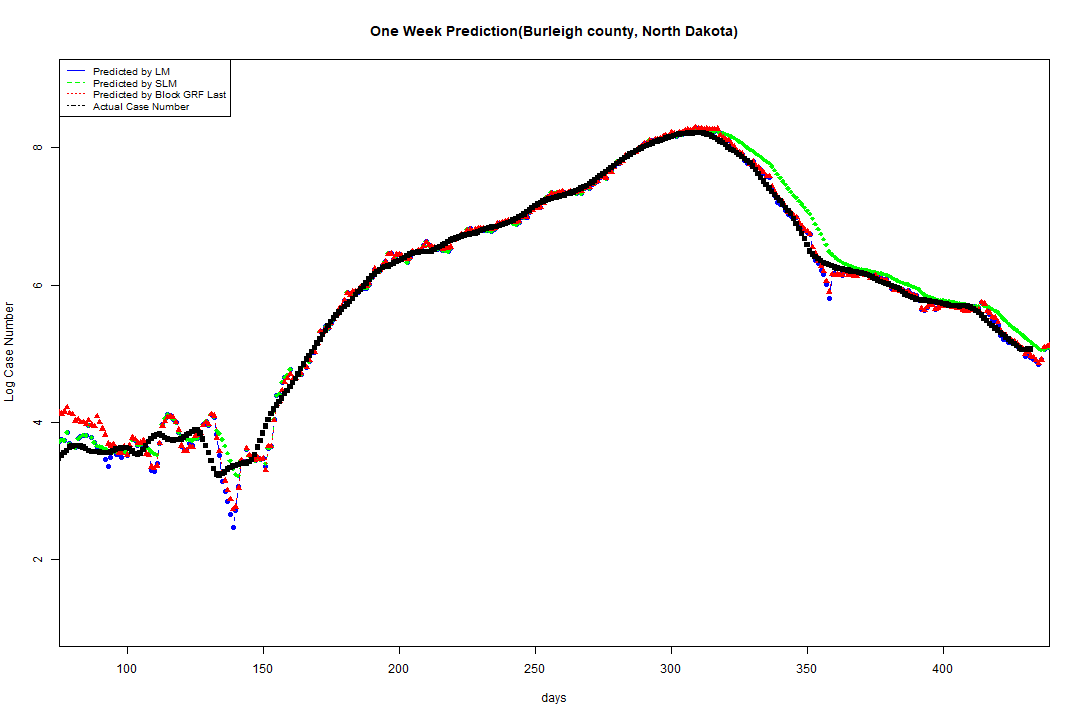 One Week Prediction(Burleigh county, North Dakota)
Predicted by LM
Predicted by SLM
Predicted by Block GRF Last
Actual Case Number
8
6
4
2
Log Case Number
100 150 200 250 300 350 400
days